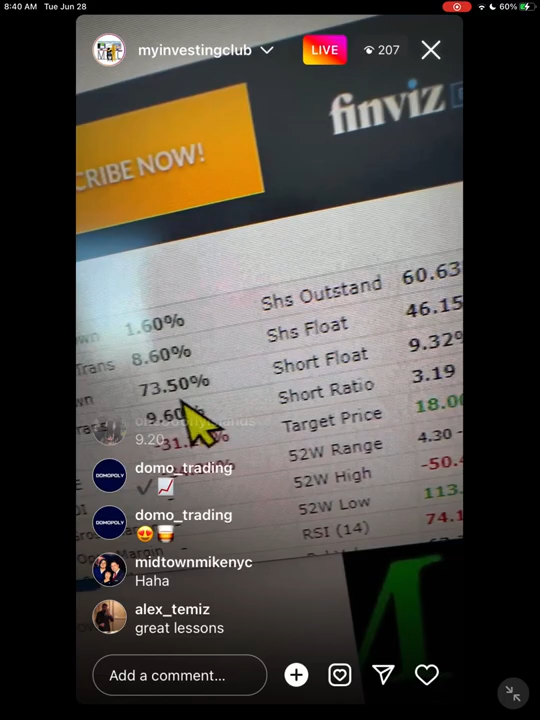 8:40 AM Tue Jun 28
60%
myinvestingclub
LIVE
207
CRIBE NOW!
finviz
1.60%
Shs Outstand
60.63
Trans
8.60%
Shs Float
46.15
73.50%
Short Float
9.32%
9.60
Short Ratio
3.19
Target Price
18.00
52W Range
4.30 -
52W High
-50.4
52W Low
113.
RSI (14)
74.1
9.20
domo_trading
✔️📈
domo_trading
😍🥃
midtownmikenyc
Haha
alex_temiz
great lessons
Add a comment...